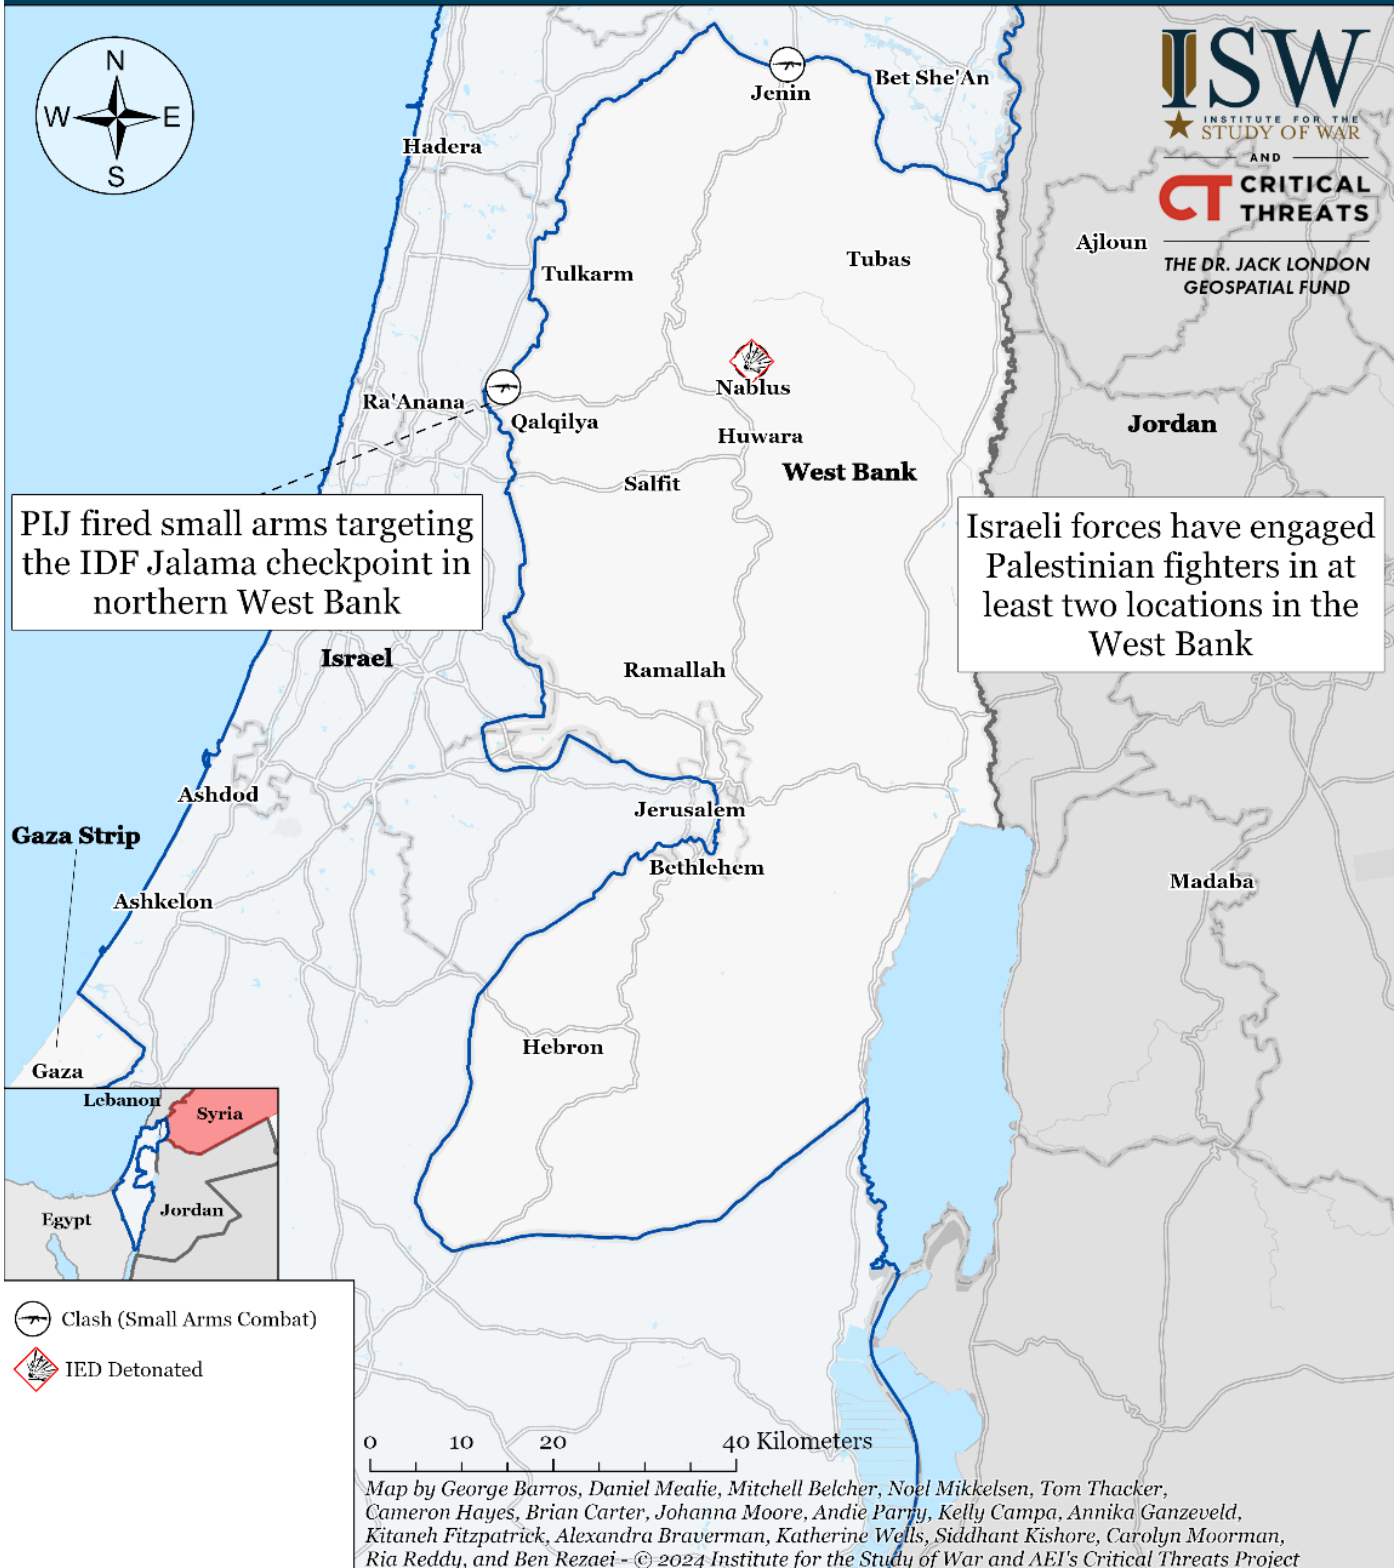 N
W
E
S
ISW
INSTITUTE FOR THE
STUDY OF WAR
AND
CT CRITICAL
THREATS
THE DR. JACK LONDON
GEOSPATIAL FUND
Jenin
Bet She'An
Hadera
Ajloun
Tubas
Tulkarm
Nablus
Ra'Anana
Qalqilya
Huwara
Jordan
West Bank
Salfit
PIJ fired small arms targeting
the IDF Jalama checkpoint in
northern West Bank
Israeli forces have engaged
Palestinian fighters in at
least two locations in the
West Bank
Israel
Ramallah
Ashdod
Jerusalem
Gaza Strip
Bethlehem
Madaba
Ashkelon
Hebron
Gaza
Lebanon
Syria
Jordan
Egypt
Clash (Small Arms Combat)
IED Detonated
0 10 20 40 Kilometers
Map by George Barros, Daniel Mealie, Mitchell Belcher, Noel Mikkelsen, Tom Thacker,
Cameron Hayes, Brian Carter, Johanna Moore, Andie Parry, Kelly Campa, Annika Ganzeveld,
Kitaneh Fitzpatrick, Alexandra Braverman, Katherine Wells, Siddhant Kishore, Carolyn Moorman,
Ria Reddy, and Ben Rezaei - © 2024 Institute for the Study of War and AEI's Critical Threats Project